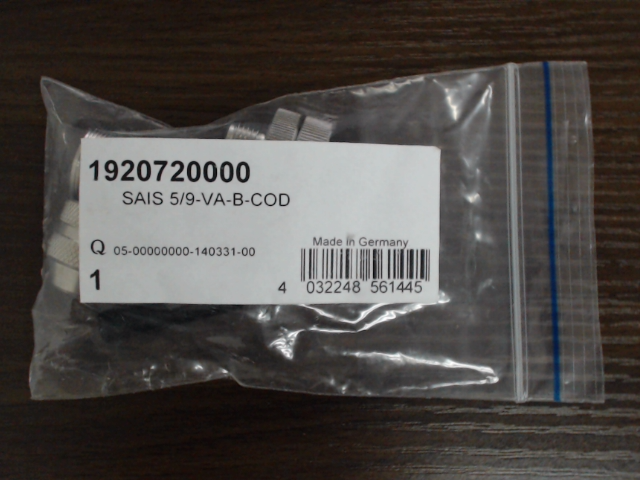 1920720000
SAIS 5/9-VA-B-COD
Q 05-00000000-140331-00
Made in Germany
1
4 032248 561445